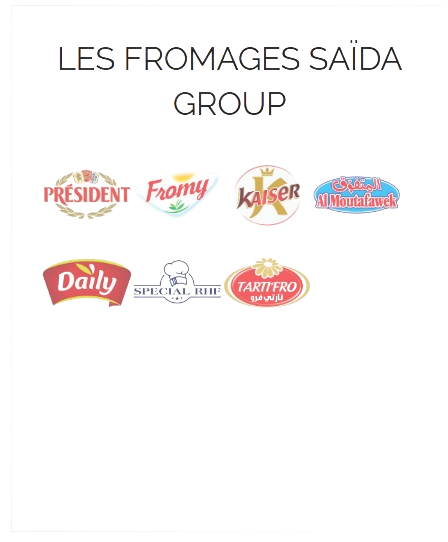 LES FROMAGES SAÏDA
GROUP
PRÉSIDENT
Fromy
KAISER
المتفوق
Al Moutafawek
Daily
SPECIAL RHF
TARTI'FRO
تارتي فرو